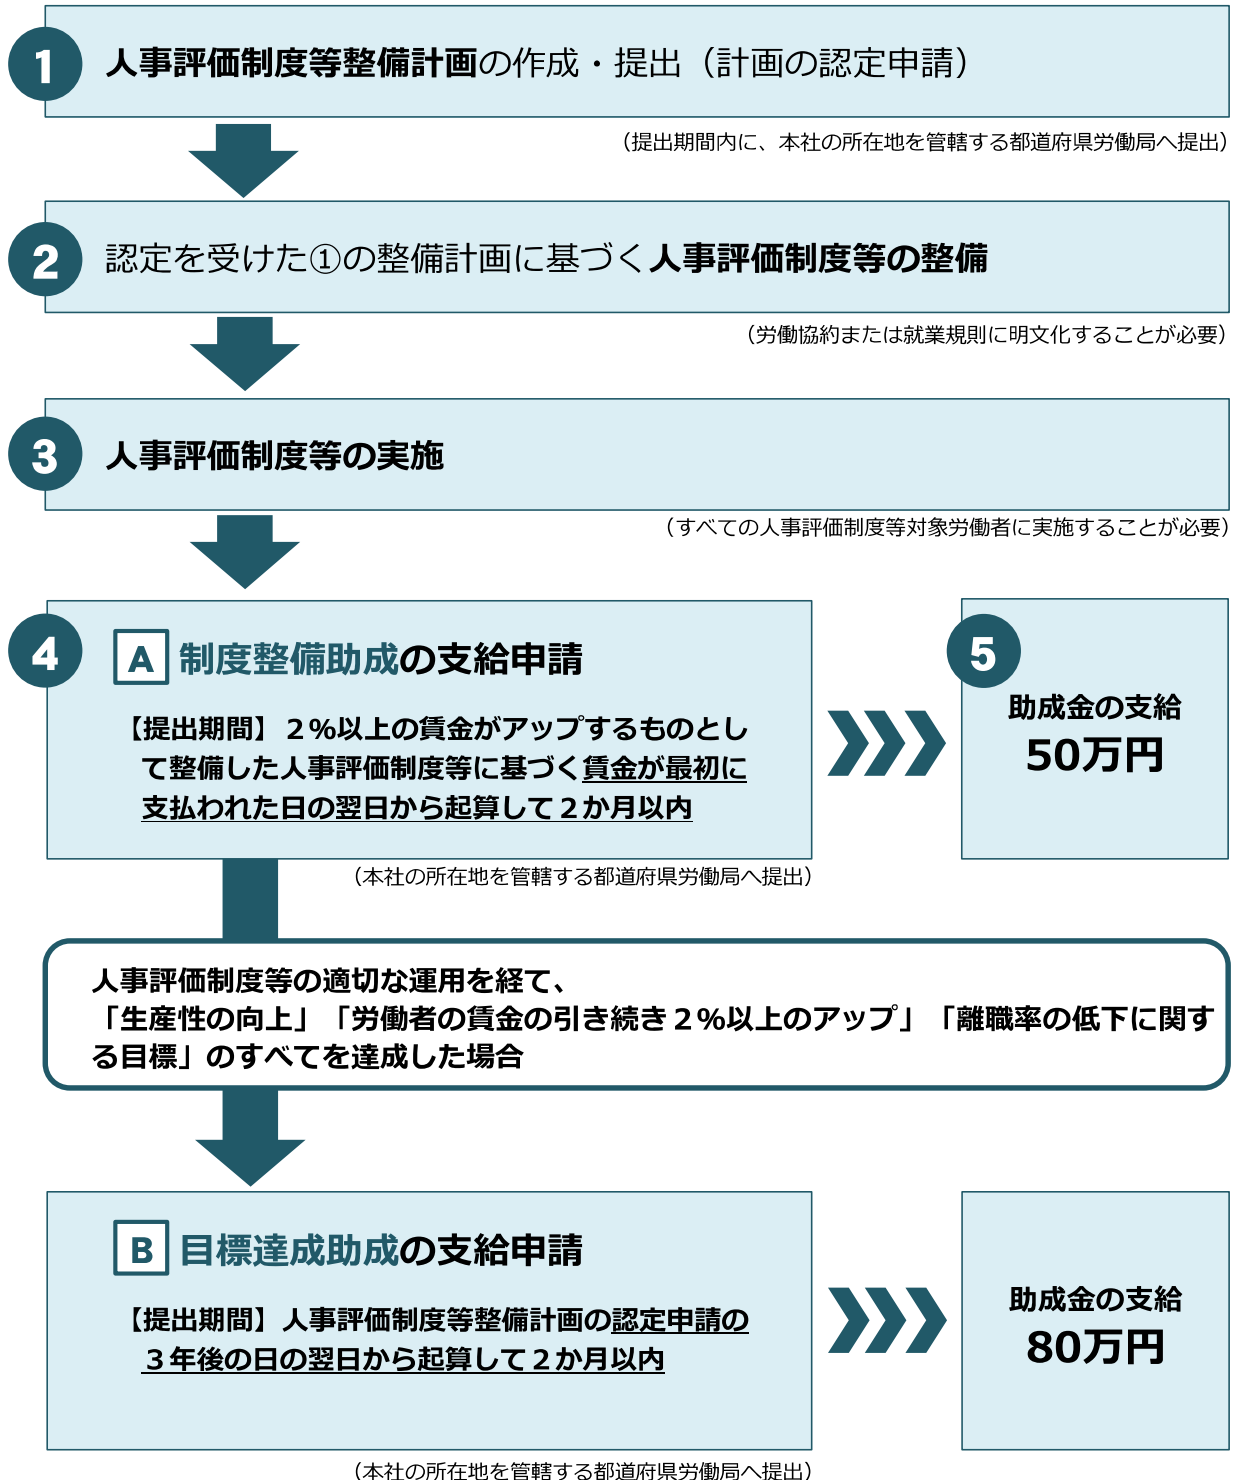 1
人事評価制度等整備計画の作成・提出（計画の認定申請）
（提出期間内に、本社の所在地を管轄する都道府県労働局へ提出）
2
認定を受けた①の整備計画に基づく人事評価制度等の整備
（労働協約または就業規則に明文化することが必要）
3
人事評価制度等の実施
（すべての人事評価制度等対象労働者に実施することが必要）
4
A 制度整備助成の支給申請
【提出期間】２％以上の賃金がアップするものとし
て整備した人事評価制度等に基づく賃金が最初に
支払われた日の翌日から起算して２か月以内
（本社の所在地を管轄する都道府県労働局へ提出）
5
助成金の支給
50万円
人事評価制度等の適切な運用を経て、
「生産性の向上」「労働者の賃金の引き続き２％以上のアップ」「離職率の低下に関す
る目標」のすべてを達成した場合
B 目標達成助成の支給申請
【提出期間】人事評価制度等整備計画の認定申請の
３年後の日の翌日から起算して２か月以内
（本社の所在地を管轄する都道府県労働局へ提出）
助成金の支給
80万円